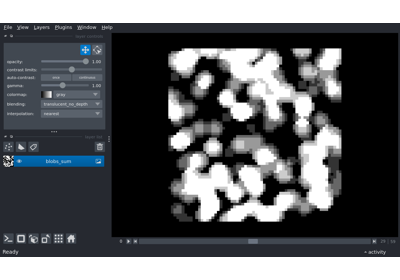 File View Layers Plugins Window Help
opacity: 1.00
contrast limits:
auto-contrast: once continuous
gamma: 1.00
colormap: gray
blending: translucent_no_depth
interpolation: nearest
blobs_sum
Ready
activity